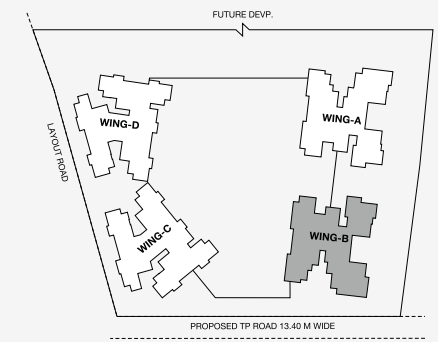 FUTURE DEVP.
WING-A
WING-D
LAYOUT ROAD
WING-C
WING-B
PROPOSED TP ROAD 13.40 M WIDE